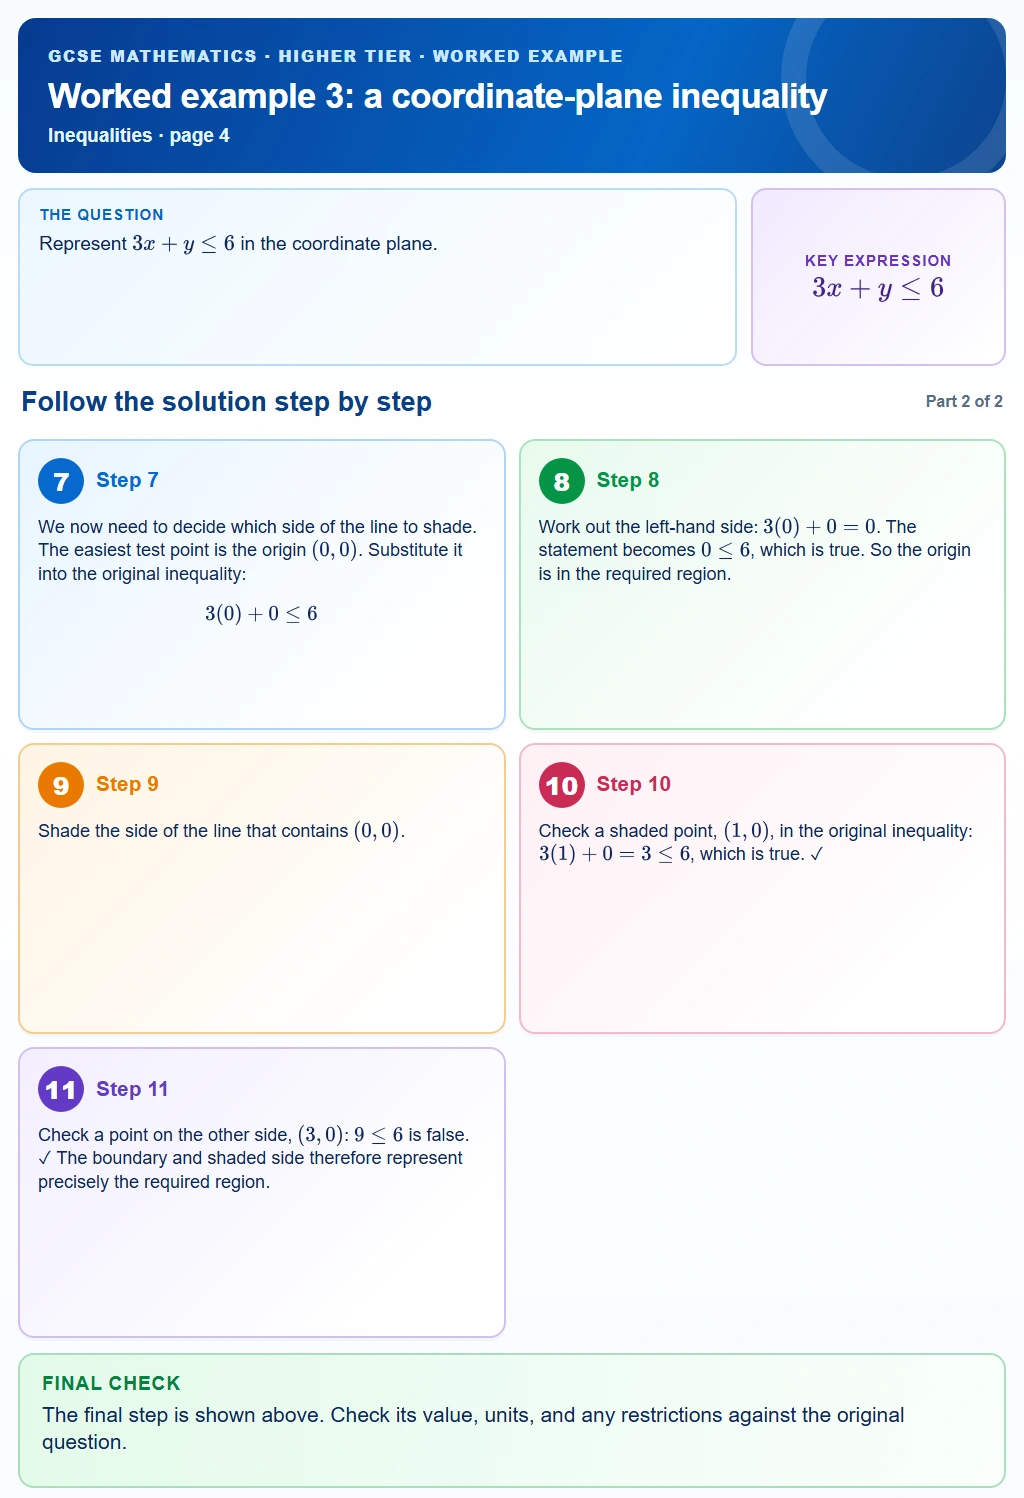 GCSE MATHEMATICS · HIGHER TIER · WORKED EXAMPLE
Worked example 3: a coordinate-plane inequality
Inequalities · page 4
THE QUESTION
Represent 3x + y ≤ 6 in the coordinate plane.
KEY EXPRESSION
3x + y ≤ 6
Follow the solution step by step
Part 2 of 2
7 Step 7
We now need to decide which side of the line to shade.
The easiest test point is the origin (0, 0). Substitute it
into the original inequality:
3(0) + 0 ≤ 6
8 Step 8
Work out the left-hand side: 3(0) + 0 = 0. The
statement becomes 0 ≤ 6, which is true. So the origin
is in the required region.
9 Step 9
Shade the side of the line that contains (0, 0).
10 Step 10
Check a shaded point, (1, 0), in the original inequality:
3(1) + 0 = 3 ≤ 6, which is true. ✓
11 Step 11
Check a point on the other side, (3, 0): 9 ≤ 6 is false.
✓ The boundary and shaded side therefore represent
precisely the required region.
FINAL CHECK
The final step is shown above. Check its value, units, and any restrictions against the original
question.